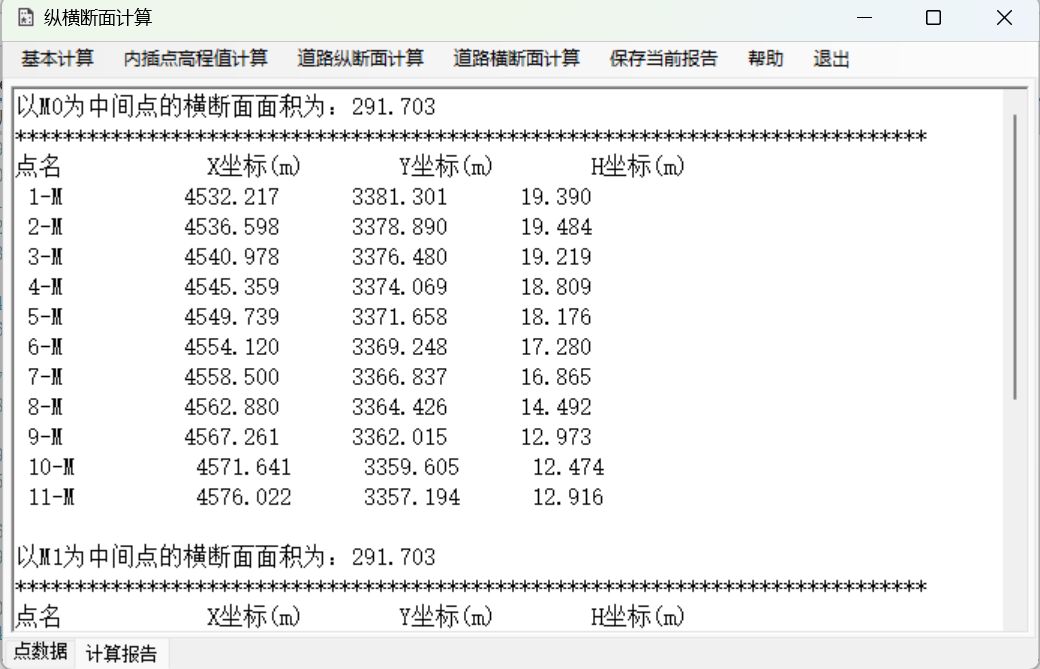 纵横断面计算
基本计算 内插点高程值计算 道路纵断面计算 道路横断面计算 保存当前报告 帮助 退出
以M0为中间点的横断面面积为：291.703
****************************************************************************
点名 X坐标(m) Y坐标(m) H坐标(m)
1-M 4532.217 3381.301 19.390
2-M 4536.598 3378.890 19.484
3-M 4540.978 3376.480 19.219
4-M 4545.359 3374.069 18.809
5-M 4549.739 3371.658 18.176
6-M 4554.120 3369.248 17.280
7-M 4558.500 3366.837 16.865
8-M 4562.880 3364.426 14.492
9-M 4567.261 3362.015 12.973
10-M 4571.641 3359.605 12.474
11-M 4576.022 3357.194 12.916
以M1为中间点的横断面面积为：291.703
****************************************************************************
点名 X坐标(m) Y坐标(m) H坐标(m)
点数据 计算报告